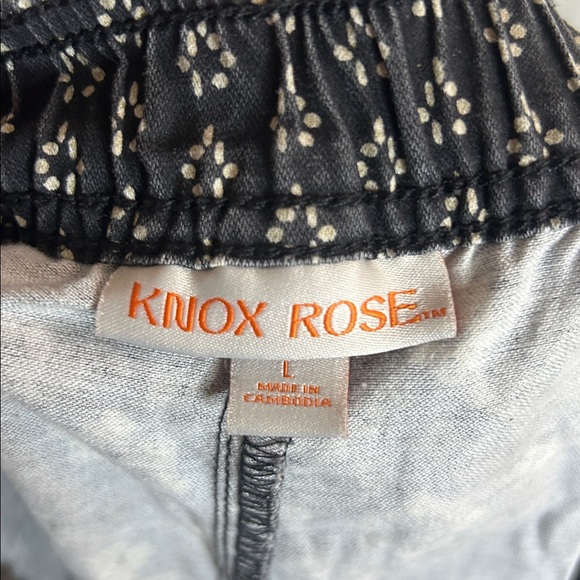 KNOX ROSE™
L
MADE IN
CAMBODIA